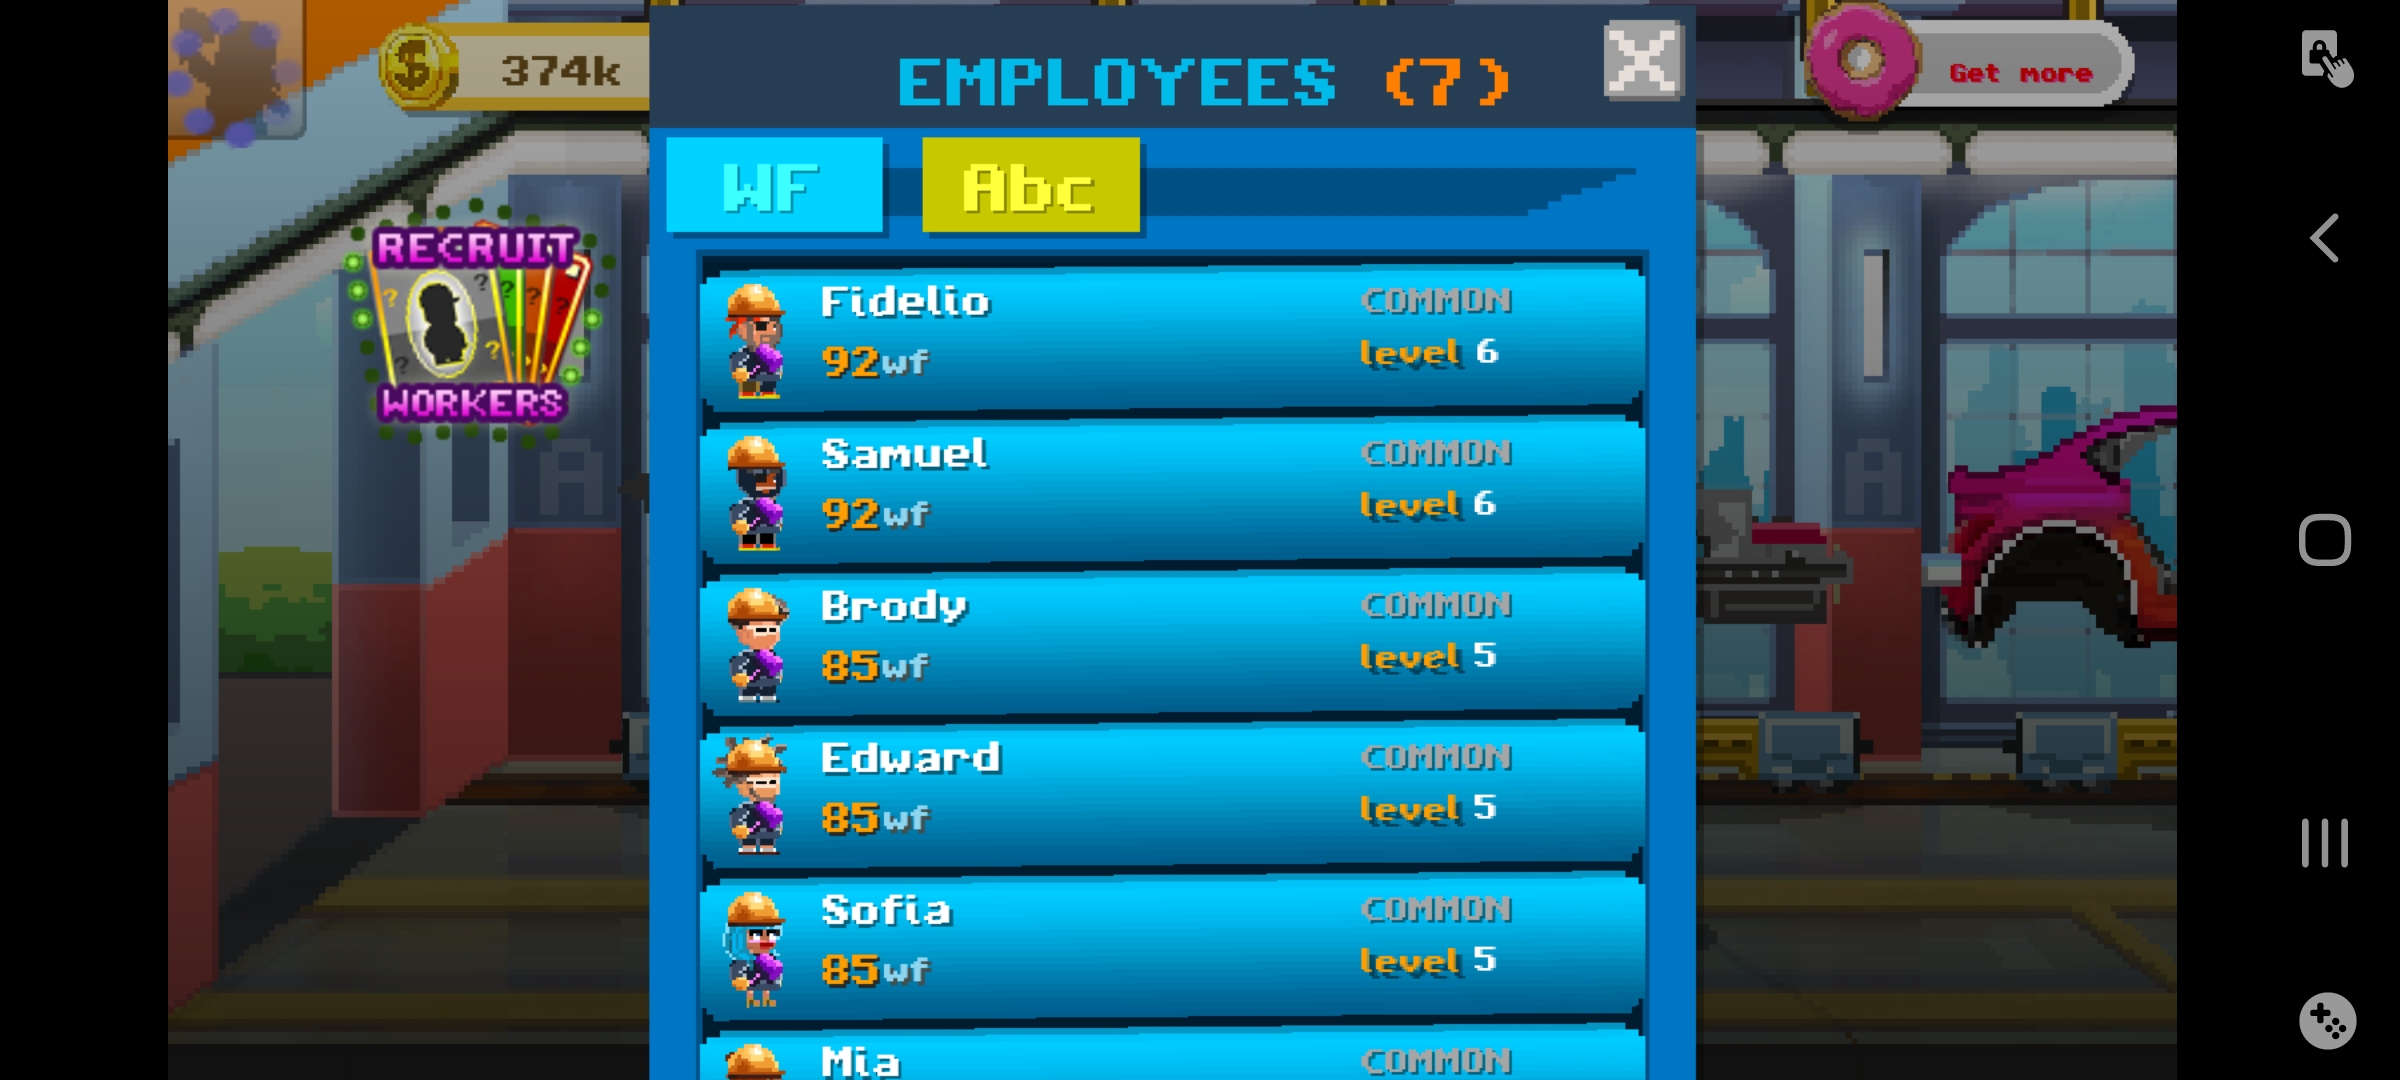 374k
EMPLOYEES (7)
Get more
WF
Abc
RECRUIT
WORKERS
Fidelio
COMMON
92wf
level 6
Samuel
COMMON
92wf
level 6
Brody
COMMON
85wf
level 5
Edward
COMMON
85wf
level 5
Sofia
COMMON
85wf
level 5
Mia
COMMON
A
A